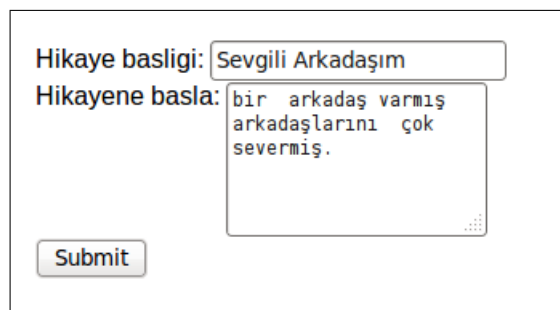 Hikaye basligi: Sevgili Arkadaşım
Hikayene basla: bir arkadaş varmış
arkadaşlarını çok
severmiş.
Submit